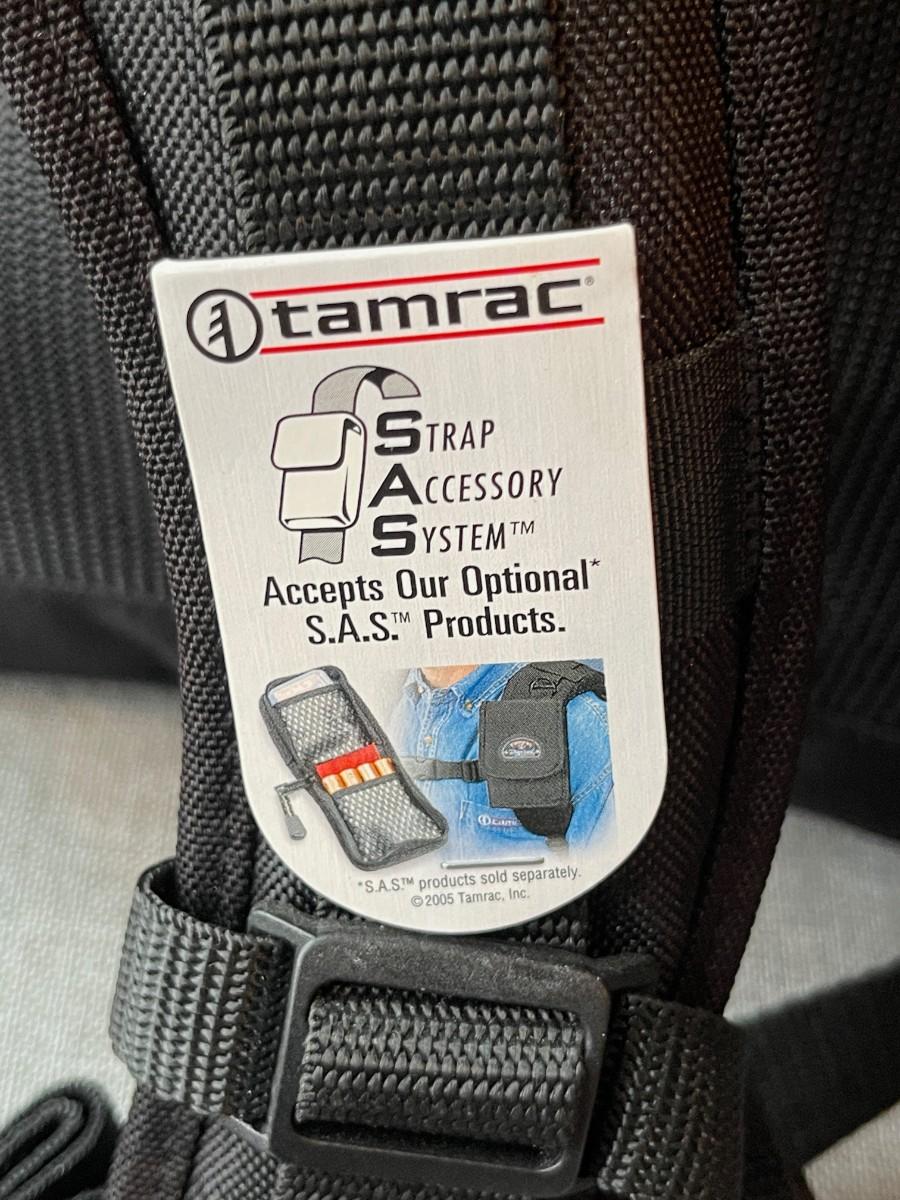 tamrac®
STRAP
ACCESSORY
SYSTEM™
Accepts Our Optional*
S.A.S.™ Products.
*S.A.S.™ products sold separately.
©2005 Tamrac, Inc.